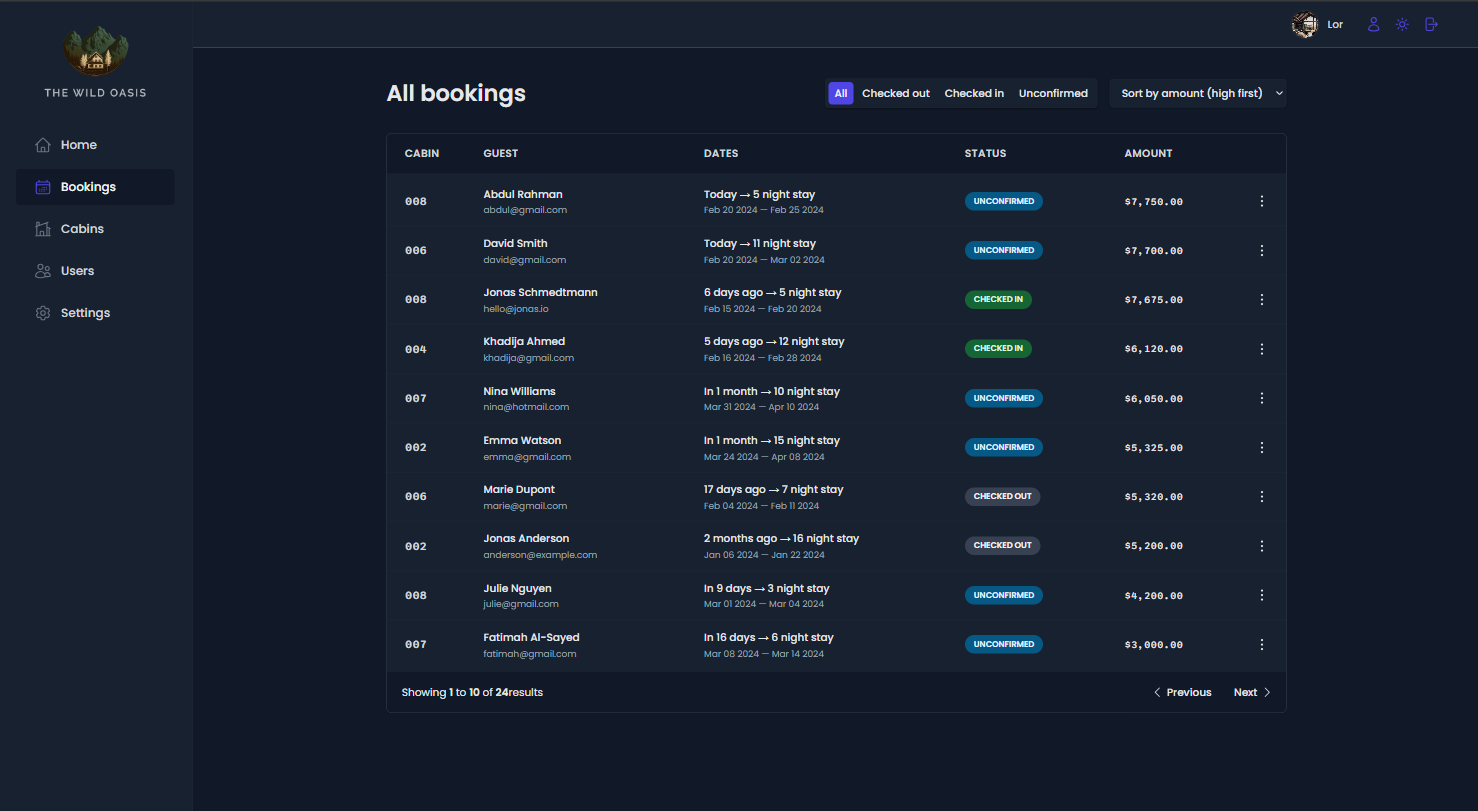 Lor
THE WILD OASIS
Home
Bookings
Cabins
Users
Settings
All bookings
All Checked out Checked in Unconfirmed Sort by amount (high first)
CABIN GUEST DATES STATUS AMOUNT
008 Abdul Rahman Today → 5 night stay UNCONFIRMED $7,750.00
abdul@gmail.com Feb 20 2024 — Feb 25 2024
006 David Smith Today → 11 night stay UNCONFIRMED $7,700.00
david@gmail.com Feb 20 2024 — Mar 02 2024
008 Jonas Schmedtmann 6 days ago → 5 night stay CHECKED IN $7,675.00
hello@jonas.io Feb 15 2024 — Feb 20 2024
004 Khadija Ahmed 5 days ago → 12 night stay CHECKED IN $6,120.00
khadija@gmail.com Feb 16 2024 — Feb 28 2024
007 Nina Williams In 1 month → 10 night stay UNCONFIRMED $6,050.00
nina@hotmail.com Mar 31 2024 — Apr 10 2024
002 Emma Watson In 1 month → 15 night stay UNCONFIRMED $5,325.00
emma@gmail.com Mar 24 2024 — Apr 08 2024
006 Marie Dupont 17 days ago → 7 night stay CHECKED OUT $5,320.00
marie@gmail.com Feb 04 2024 — Feb 11 2024
002 Jonas Anderson 2 months ago → 16 night stay CHECKED OUT $5,200.00
anderson@example.com Jan 06 2024 — Jan 22 2024
008 Julie Nguyen In 9 days → 3 night stay UNCONFIRMED $4,200.00
julie@gmail.com Mar 01 2024 — Mar 04 2024
007 Fatimah Al-Sayed In 16 days → 6 night stay UNCONFIRMED $3,000.00
fatimah@gmail.com Mar 08 2024 — Mar 14 2024
Showing 1 to 10 of 24results Previous Next